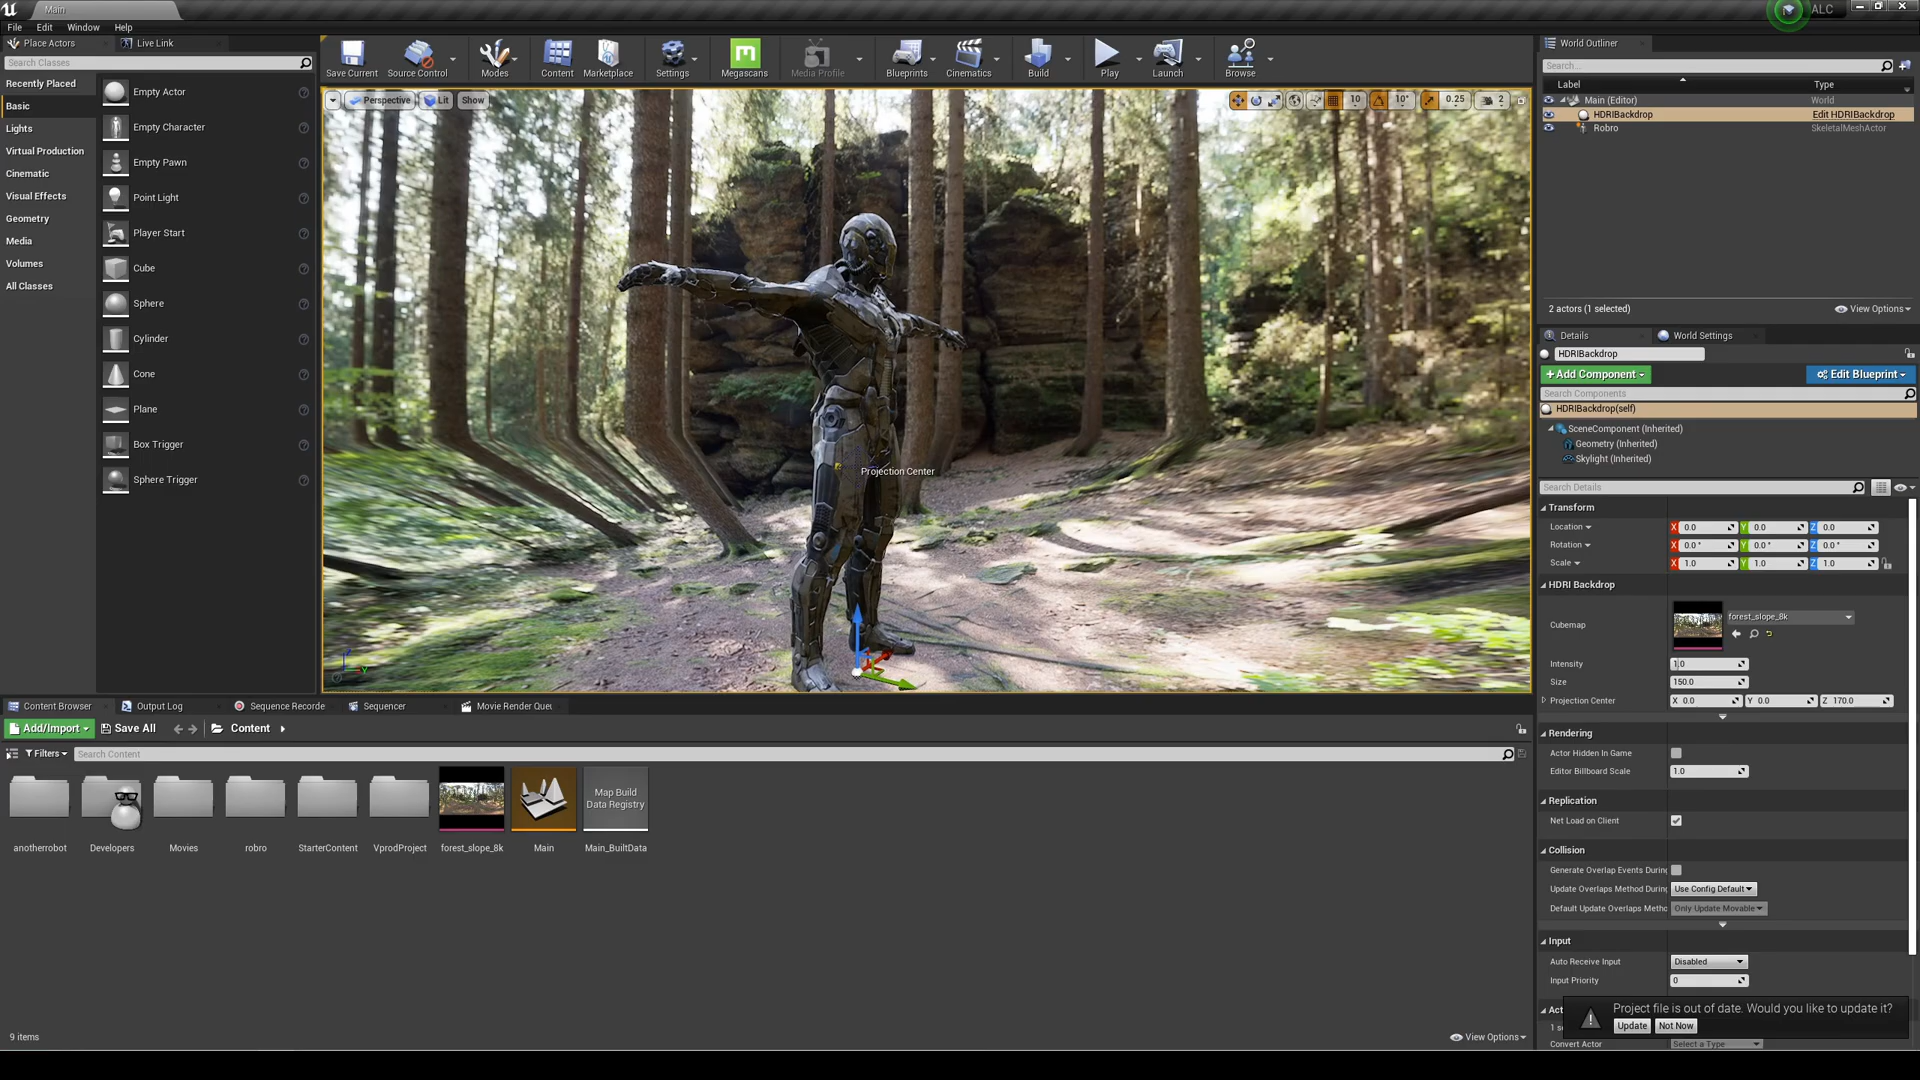 Main
ALC
File Edit Window Help
Place Actors Live Link
Search Classes
Recently Placed
Basic
Lights
Virtual Production
Cinematic
Visual Effects
Geometry
Media
Volumes
All Classes
Empty Actor
Empty Character
Empty Pawn
Point Light
Player Start
Cube
Sphere
Cylinder
Cone
Plane
Box Trigger
Sphere Trigger
Save Current Source Control Modes Content Marketplace Settings Megascans Media Profile Blueprints Cinematics Build Play Launch Browse
Perspective Lit Show
10 10° 0.25 2
Projection Center
World Outliner
Search...
Label Type
Main (Editor) World
HDRIBackdrop Edit HDRIBackdrop
Robro SkeletalMeshActor
2 actors (1 selected) View Options
Details World Settings
HDRIBackdrop
+Add Component Edit Blueprint
Search Components
HDRIBackdrop(self)
SceneComponent (Inherited)
Geometry (Inherited)
Skylight (Inherited)
Search Details
Transform
Location X 0.0 Y 0.0 Z 0.0
Rotation X 0.0 ° Y 0.0 ° Z 0.0 °
Scale X 1.0 Y 1.0 Z 1.0
HDRI Backdrop
Cubemap forest_slope_8k
Intensity 1.0
Size 150.0
Projection Center X 0.0 Y 0.0 Z 170.0
Rendering
Actor Hidden In Game
Editor Billboard Scale 1.0
Replication
Net Load on Client
Collision
Generate Overlap Events During
Update Overlaps Method During Use Config Default
Default Update Overlaps Metho Only Update Movable
Input
Auto Receive Input Disabled
Input Priority 0
Act
1 se
Convert Actor Select a Type
Project file is out of date. Would you like to update it?
Update Not Now
Content Browser Output Log Sequence Recorde Sequencer Movie Render Queu
Add/Import Save All Content
Filters Search Content
anotherrobot Developers Movies robro StarterContent VprodProject forest_slope_8k Main Main_BuiltData
Map Build
Data Registry
9 items View Options